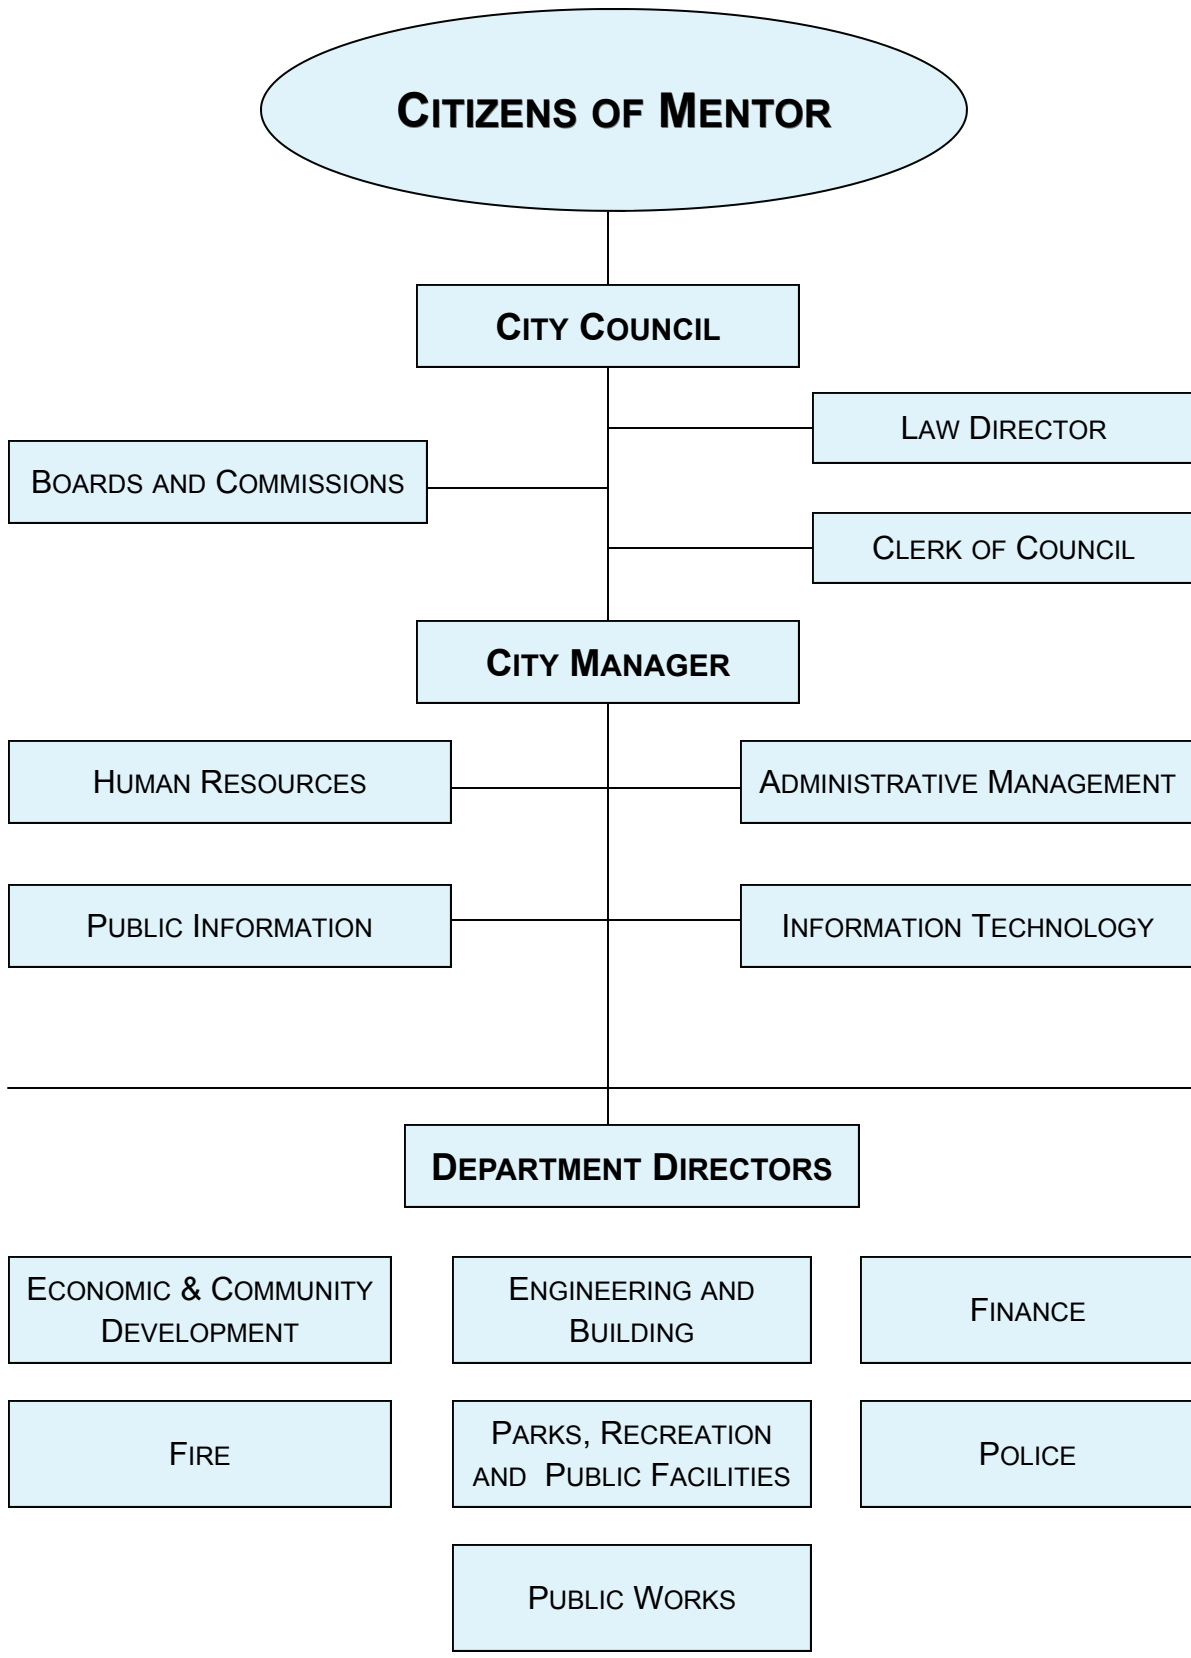 CITIZENS OF MENTOR
CITY COUNCIL
LAW DIRECTOR
BOARDS AND COMMISSIONS
CLERK OF COUNCIL
CITY MANAGER
HUMAN RESOURCES
ADMINISTRATIVE MANAGEMENT
PUBLIC INFORMATION
INFORMATION TECHNOLOGY
DEPARTMENT DIRECTORS
ECONOMIC & COMMUNITY
DEVELOPMENT
ENGINEERING AND
BUILDING
FINANCE
FIRE
PARKS, RECREATION
AND PUBLIC FACILITIES
POLICE
PUBLIC WORKS